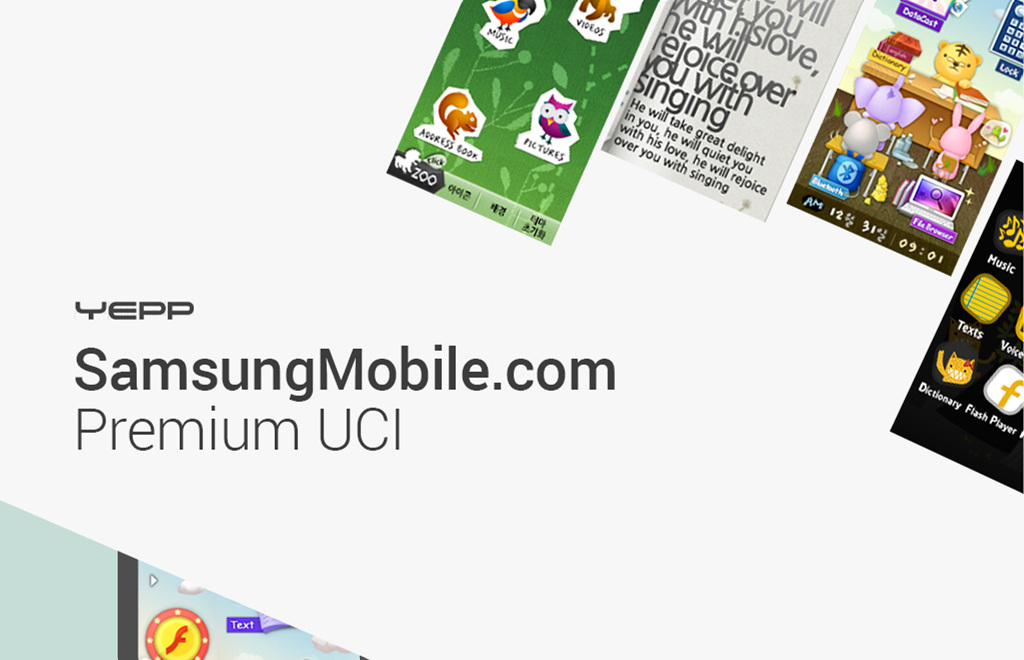 MUSIC
VIDEOS
ADDRESS BOOK
PICTURES
click
ZOO
아이콘
배경
테마
초기화
he will
with his love,
he will
rejoice over
you with
singing
He will take great delight
in you, he will quiet you
with his love, he will rejoice
over you with singing
DataCast
English
Dictionary
Lock
Bluetooth
File Browser
AM 12월 31일 09:01
Music
Texts
Voice
Dictionary
Flash Player
YEPP
SamsungMobile.com
Premium UCI
Text